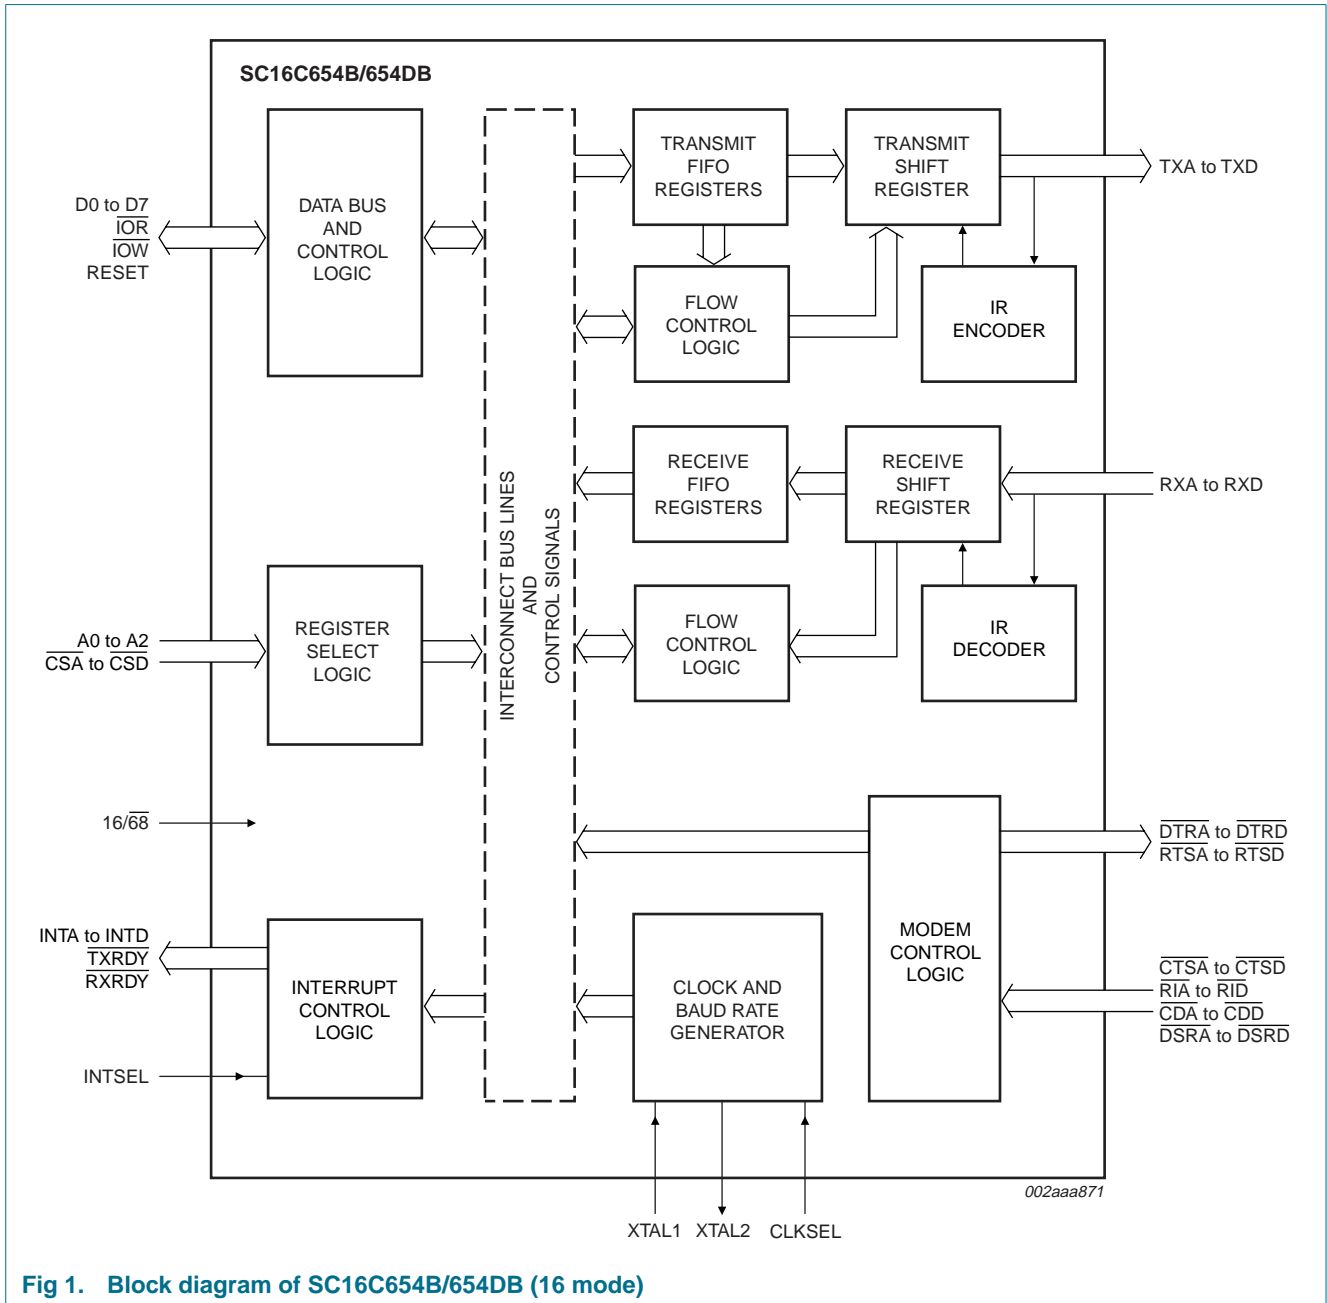 SC16C654B/654DB
TRANSMIT
FIFO
REGISTERS
TRANSMIT
SHIFT
REGISTER
TXA to TXD
D0 to D7
IOR
IOW
RESET
DATA BUS
AND
CONTROL
LOGIC
FLOW
CONTROL
LOGIC
IR
ENCODER
RECEIVE
FIFO
REGISTERS
RECEIVE
SHIFT
REGISTER
RXA to RXD
INTERCONNECT BUS LINES
AND
CONTROL SIGNALS
A0 to A2
CSA to CSD
REGISTER
SELECT
LOGIC
FLOW
CONTROL
LOGIC
IR
DECODER
16/68
DTRA to DTRD
RTSA to RTSD
INTA to INTD
TXRDY
RXRDY
INTERRUPT
CONTROL
LOGIC
CLOCK AND
BAUD RATE
GENERATOR
MODEM
CONTROL
LOGIC
CTSA to CTSD
RIA to RID
CDA to CDD
DSRA to DSRD
INTSEL
XTAL1 XTAL2 CLKSEL
002aaa871
Fig 1. Block diagram of SC16C654B/654DB (16 mode)